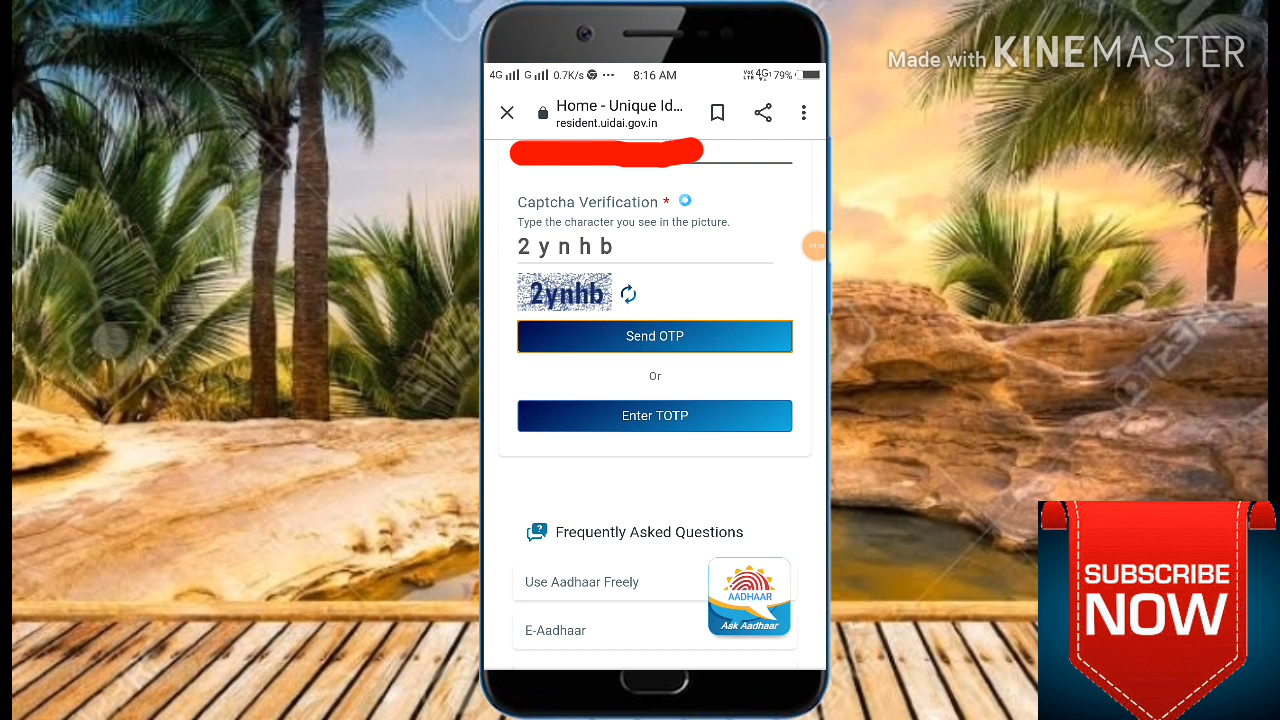 Made with KINEMASTER
4G G 0.7K/s ··· 8:16 AM 4G 79%
Home - Unique Id...
resident.uidai.gov.in
Captcha Verification *
Type the character you see in the picture.
2 y n h b
2ynhb
Send OTP
Or
Enter TOTP
Frequently Asked Questions
Use Aadhaar Freely
AADHAAR
Ask Aadhaar
E-Aadhaar
SUBSCRIBE
NOW